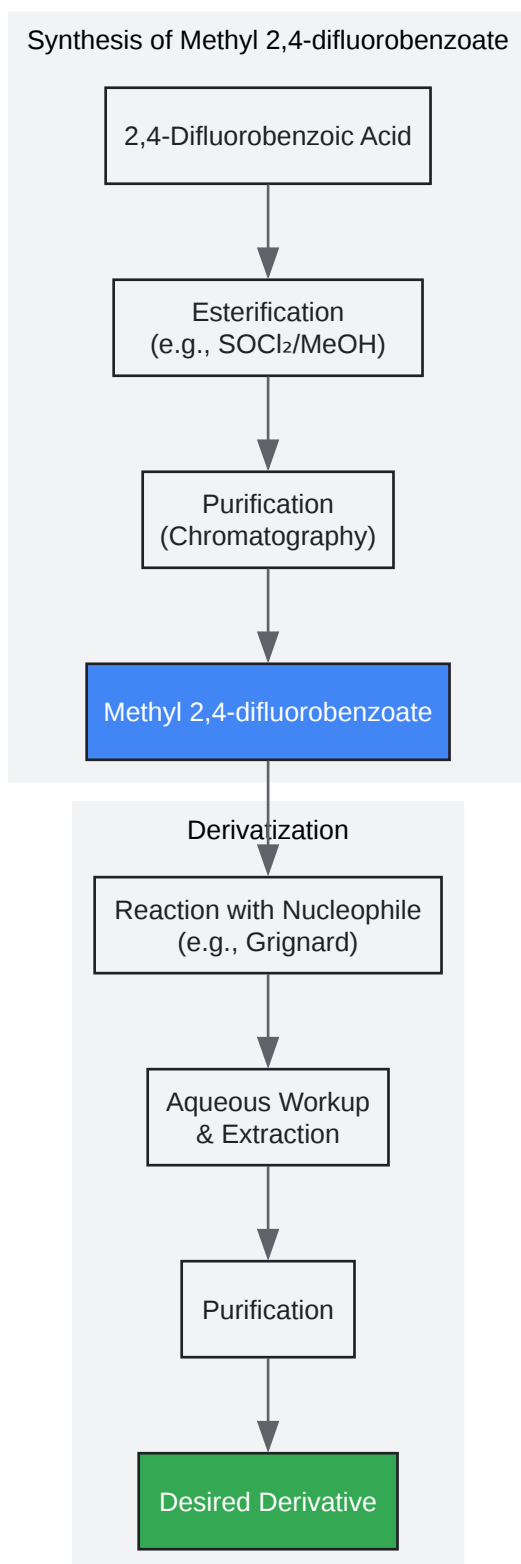 Synthesis of Methyl 2,4-difluorobenzoate
2,4-Difluorobenzoic Acid
Esterification
(e.g., SOCl₂/MeOH)
Purification
(Chromatography)
Methyl 2,4-difluorobenzoate
Derivatization
Reaction with Nucleophile
(e.g., Grignard)
Aqueous Workup
& Extraction
Purification
Desired Derivative